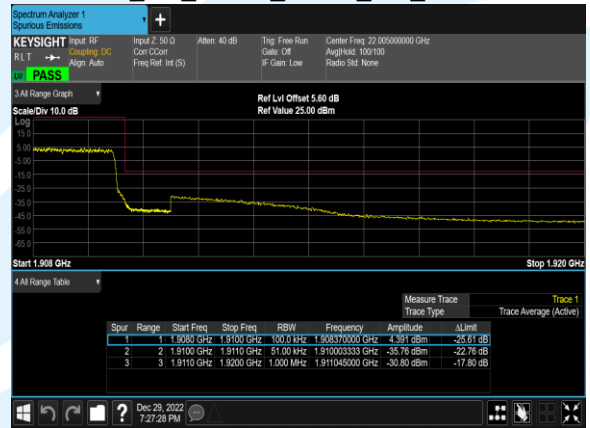 Spectrum Analyzer 1
Spurious Emissions
KEYSIGHT Input: RF Input Z: 50 Ω Atten: 40 dB Trig: Free Run Center Freq: 22.005000000 GHz
RLT Coupling: DC Corr CCorr Gate: Off Avg|Hold: 100/100
Align: Auto Freq Ref: Int (S) IF Gain: Low Radio Std: None
LW PASS
3 All Range Graph
Ref Lvl Offset 5.60 dB
Scale/Div 10.0 dB Ref Value 25.00 dBm
Log
15.0
5.00
-5.00
-15.0
-25.0
-35.0
-45.0
-55.0
-65.0
Start 1.908 GHz Stop 1.920 GHz
4 All Range Table
Measure Trace Trace 1
Trace Type Trace Average (Active)
Spur Range Start Freq Stop Freq RBW Frequency Amplitude ΔLimit
1 1 1.9080 GHz 1.9100 GHz 100.0 kHz 1.908370000 GHz 4.391 dBm -25.61 dB
2 2 1.9100 GHz 1.9110 GHz 51.00 kHz 1.910003333 GHz -35.76 dBm -22.76 dB
3 3 1.9110 GHz 1.9200 GHz 1.000 MHz 1.911045000 GHz -30.80 dBm -17.80 dB
? Dec 29, 2022
7:27:28 PM